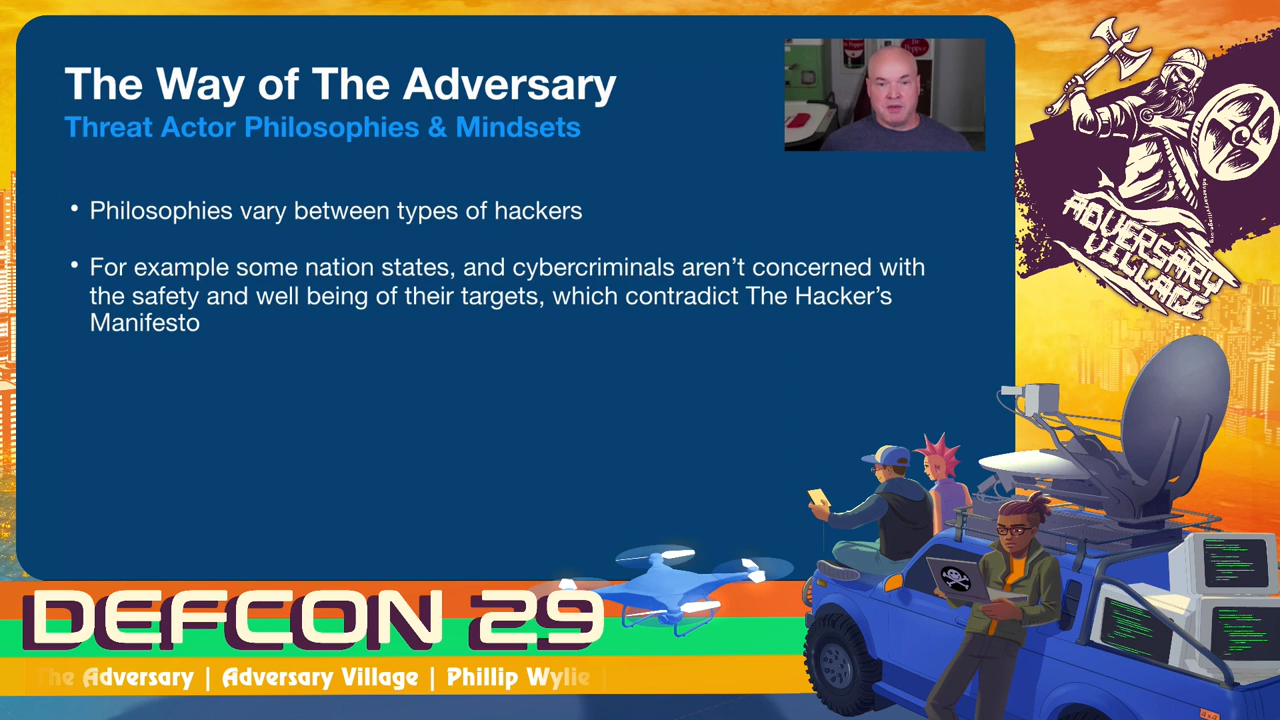 The Way of The Adversary
Threat Actor Philosophies & Mindsets
• Philosophies vary between types of hackers
• For example some nation states, and cybercriminals aren’t concerned with
the safety and well being of their targets, which contradict The Hacker’s
Manifesto
ADVERSARY
VILLAGE
DEFCON 29
The Adversary | Adversary Village | Phillip Wylie